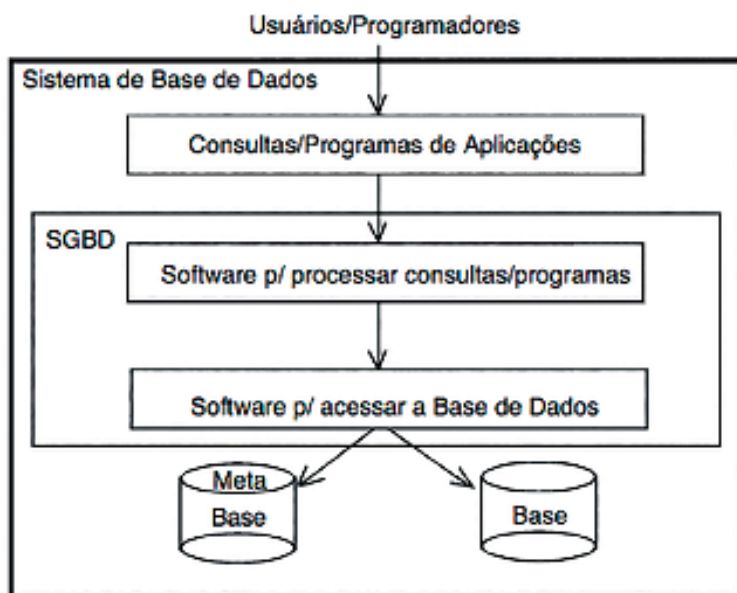 Usuários/Programadores
Sistema de Base de Dados
Consultas/Programas de Aplicações
SGBD
Software p/ processar consultas/programas
Software p/ acessar a Base de Dados
Meta
Base
Base